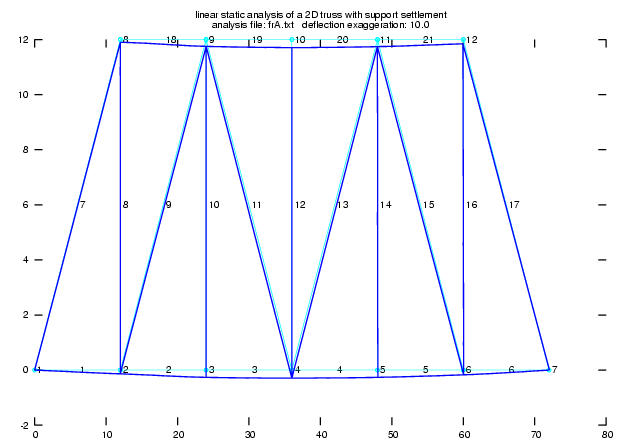 linear static analysis of a 2D truss with support settlement
analysis file: frA.txt deflection exaggeration: 10.0
12
8 18 9 19 10 20 11 21 12
10
8
6 7 8 9 10 11 12 13 14 15 16 17
4
2
0 1 1 2 2 3 3 4 4 5 5 6 6 7
-2
0 10 20 30 40 50 60 70 80